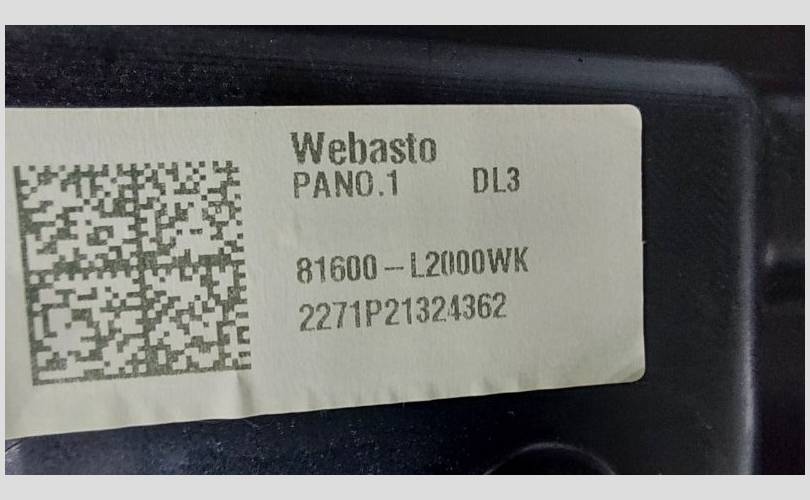 Webasto
PANO.1 DL3
81600-L2000WK
2271P21324362